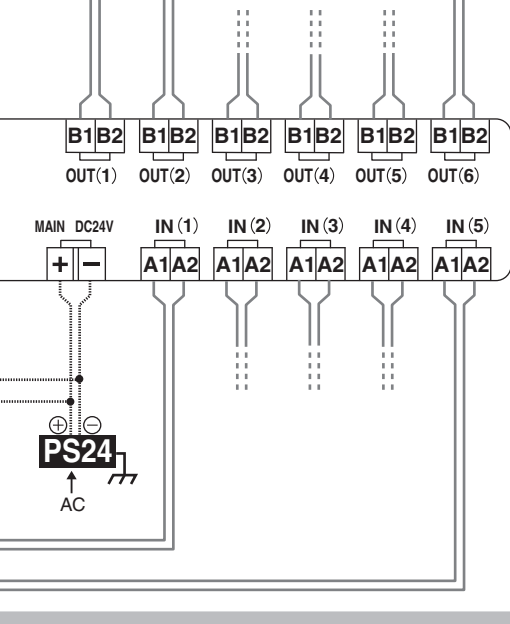 B1 B2 B1 B2 B1 B2 B1 B2 B1 B2 B1 B2
OUT(1) OUT(2) OUT(3) OUT(4) OUT(5) OUT(6)
MAIN DC24V IN (1) IN (2) IN (3) IN (4) IN (5)
+ − A1 A2 A1 A2 A1 A2 A1 A2 A1 A2
⊕ ⊖
PS24
AC